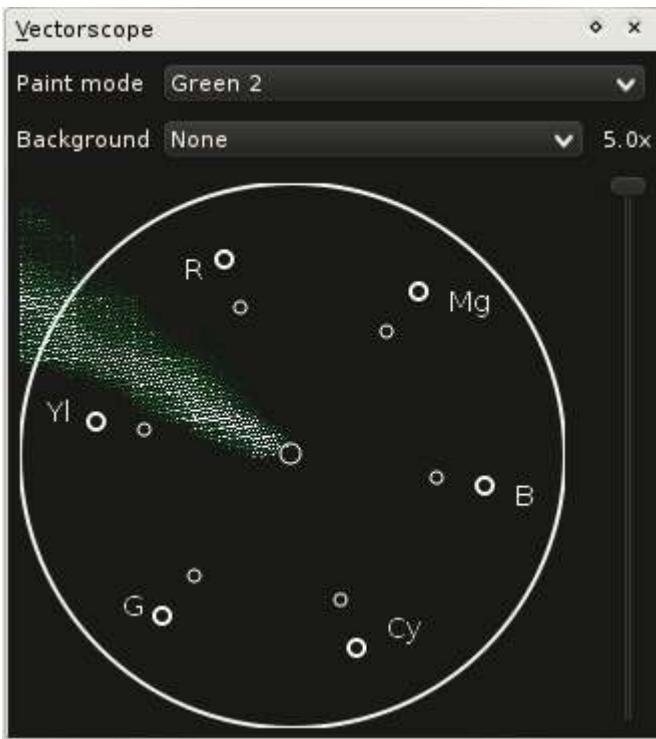 Vectorscope
Paint mode Green 2
Background None 5.0x
R
Mg
Yl
B
G
Cy